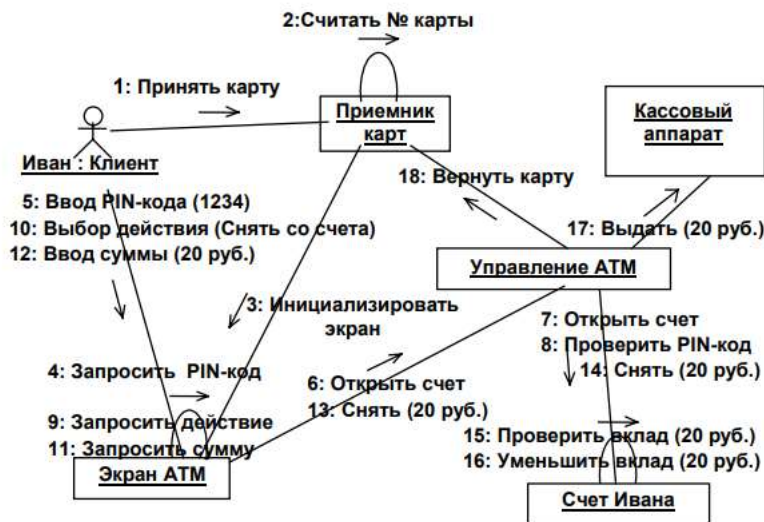 2:Считать № карты
1: Принять карту
Приемник
карт
Кассовый
аппарат
Иван : Клиент
18: Вернуть карту
5: Ввод PIN-кода (1234)
10: Выбор действия (Снять со счета)
12: Ввод суммы (20 руб.)
17: Выдать (20 руб.)
Управление АТМ
3: Инициализировать
экран
7: Открыть счет
8: Проверить PIN-код
14: Снять (20 руб.)
4: Запросить PIN-код
6: Открыть счет
13: Снять (20 руб.)
9: Запросить действие
11: Запросить сумму
15: Проверить вклад (20 руб.)
16: Уменьшить вклад (20 руб.)
Экран АТМ
Счет Ивана